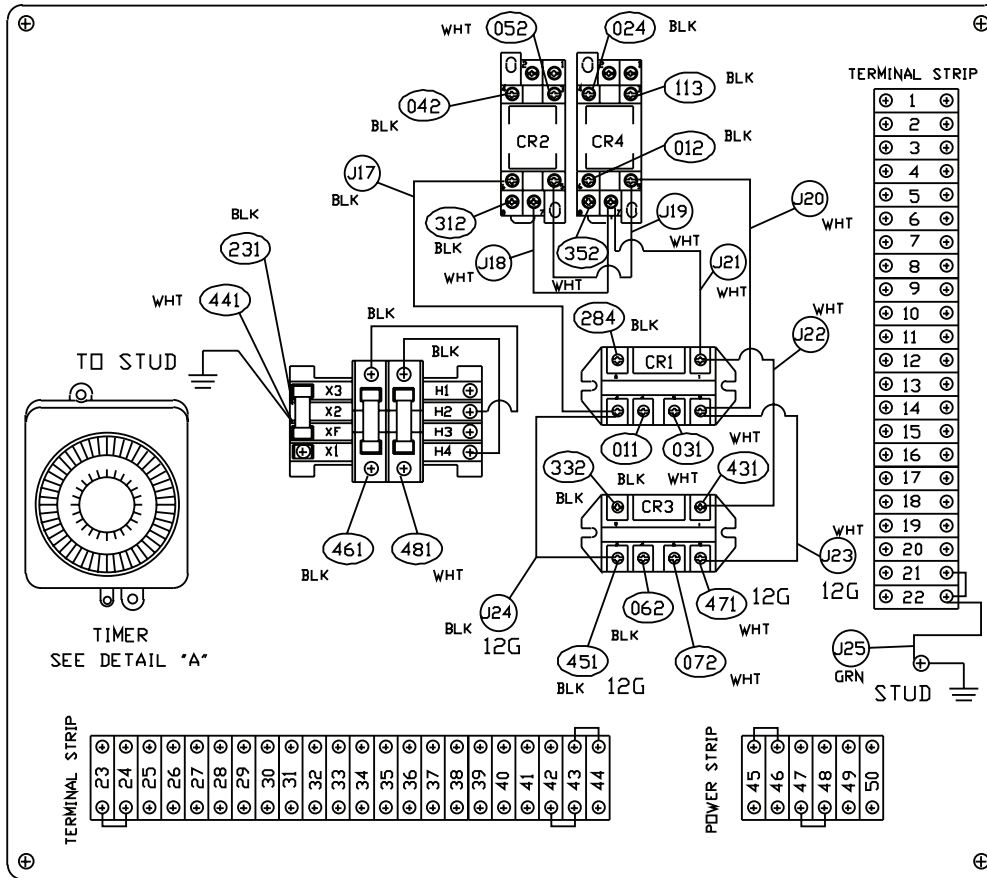 WHT 052 024 BLK
TERMINAL STRIP
042 BLK
113 BLK
CR2 CR4
012 BLK
J17 BLK
312 BLK
J18 WHT
352
J19 WHT
J20 WHT
J21 WHT
WHT
BLK
231
WHT 441
TO STUD
BLK
BLK
X3 H1
X2 H2
XF H3
X1 H4
461 BLK
481 WHT
284 BLK
CR1
J22 WHT
011 BLK
031 WHT
WHT
332 BLK
431
CR3
J23 WHT
12G
J24 BLK
12G
062 BLK
471 12G
WHT
451 BLK 12G
072 WHT
J25 GRN
STUD
TIMER
SEE DETAIL "A"
1
2
3
4
5
6
7
8
9
10
11
12
13
14
15
16
17
18
19
20
21
22
TERMINAL STRIP
23 24 25 26 27 28 29 30 31 32 33 34 35 36 37 38 39 40 41 42 43 44
POWER STRIP
45 46 47 48 49 50